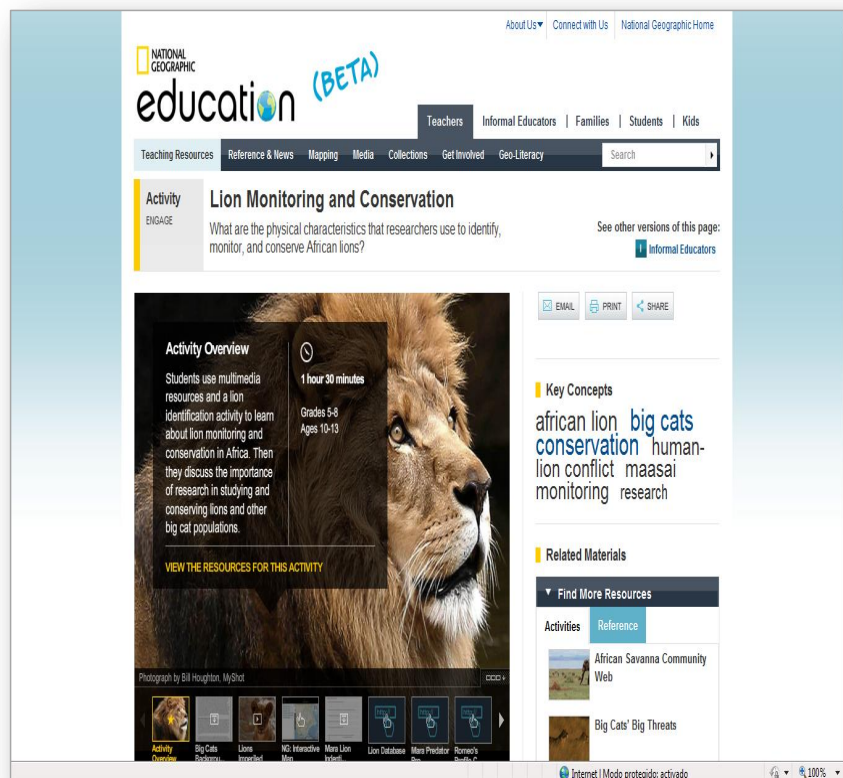 About Us▾ Connect with Us National Geographic Home
NATIONAL
GEOGRAPHIC
education (BETA)
Teachers Informal Educators | Families | Students | Kids
Teaching Resources Reference & News Mapping Media Collections Get Involved Geo-Literacy Search
Activity
ENGAGE
Lion Monitoring and Conservation
What are the physical characteristics that researchers use to identify,
monitor, and conserve African lions?
See other versions of this page:
Informal Educators
Activity Overview
Students use multimedia
resources and a lion
identification activity to learn
about lion monitoring and
conservation in Africa. Then
they discuss the importance
of research in studying and
conserving lions and other
big cat populations.
1 hour 30 minutes
Grades 5-8
Ages 10-13
VIEW THE RESOURCES FOR THIS ACTIVITY
Photograph by Bill Houghton, MyShot
Activity
Overview
Big Cats
Backgrou...
Lions
Imperiled
NG: Interactive
Map
Mara Lion
Indenti...
Lion Database
Mara Predator
Pro...
Romeo's
Profile C...
EMAIL PRINT SHARE
Key Concepts
african lion big cats
conservation human-
lion conflict maasai
monitoring research
Related Materials
▼ Find More Resources
Activities Reference
African Savanna Community
Web
Big Cats' Big Threats
Internet | Modo protegido: activado 100%